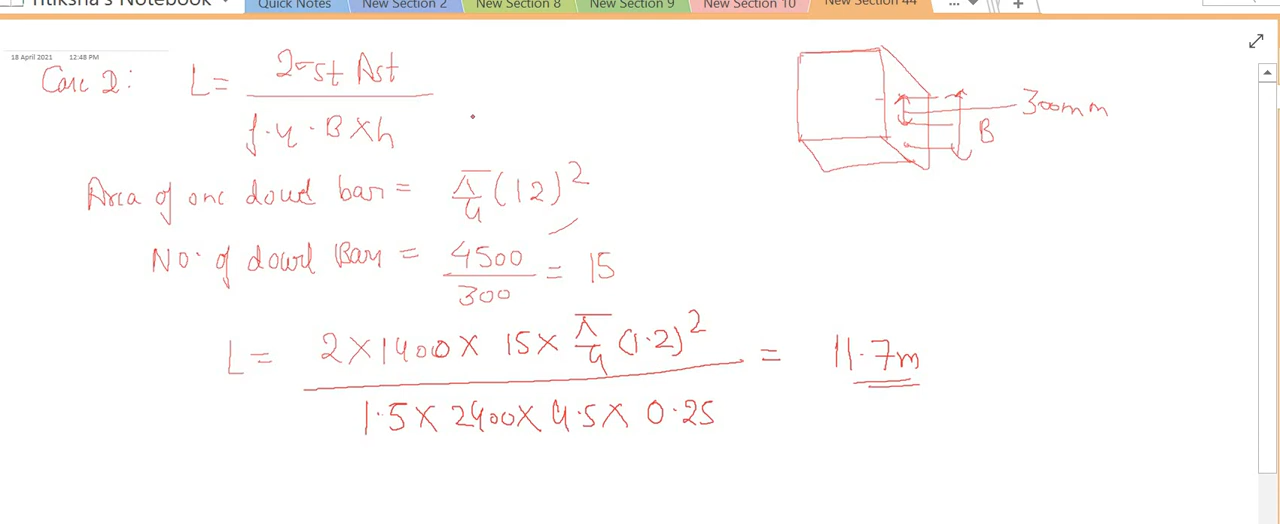 Quick Notes New Section 2 New Section 8 New Section 9 New Section 10 New Section 44 ... +
18 April 2021 12:48 PM
Case 2: L = 2σst Ast / f.γ.B×h
300mm
B
Area of one dowel bar = π/4 (12)²
No. of dowel Bars = 4500/300 = 15
L = 2×1400×15×π/4 (1.2)² / 1.5×2400×4.5×0.25 = 11.7m